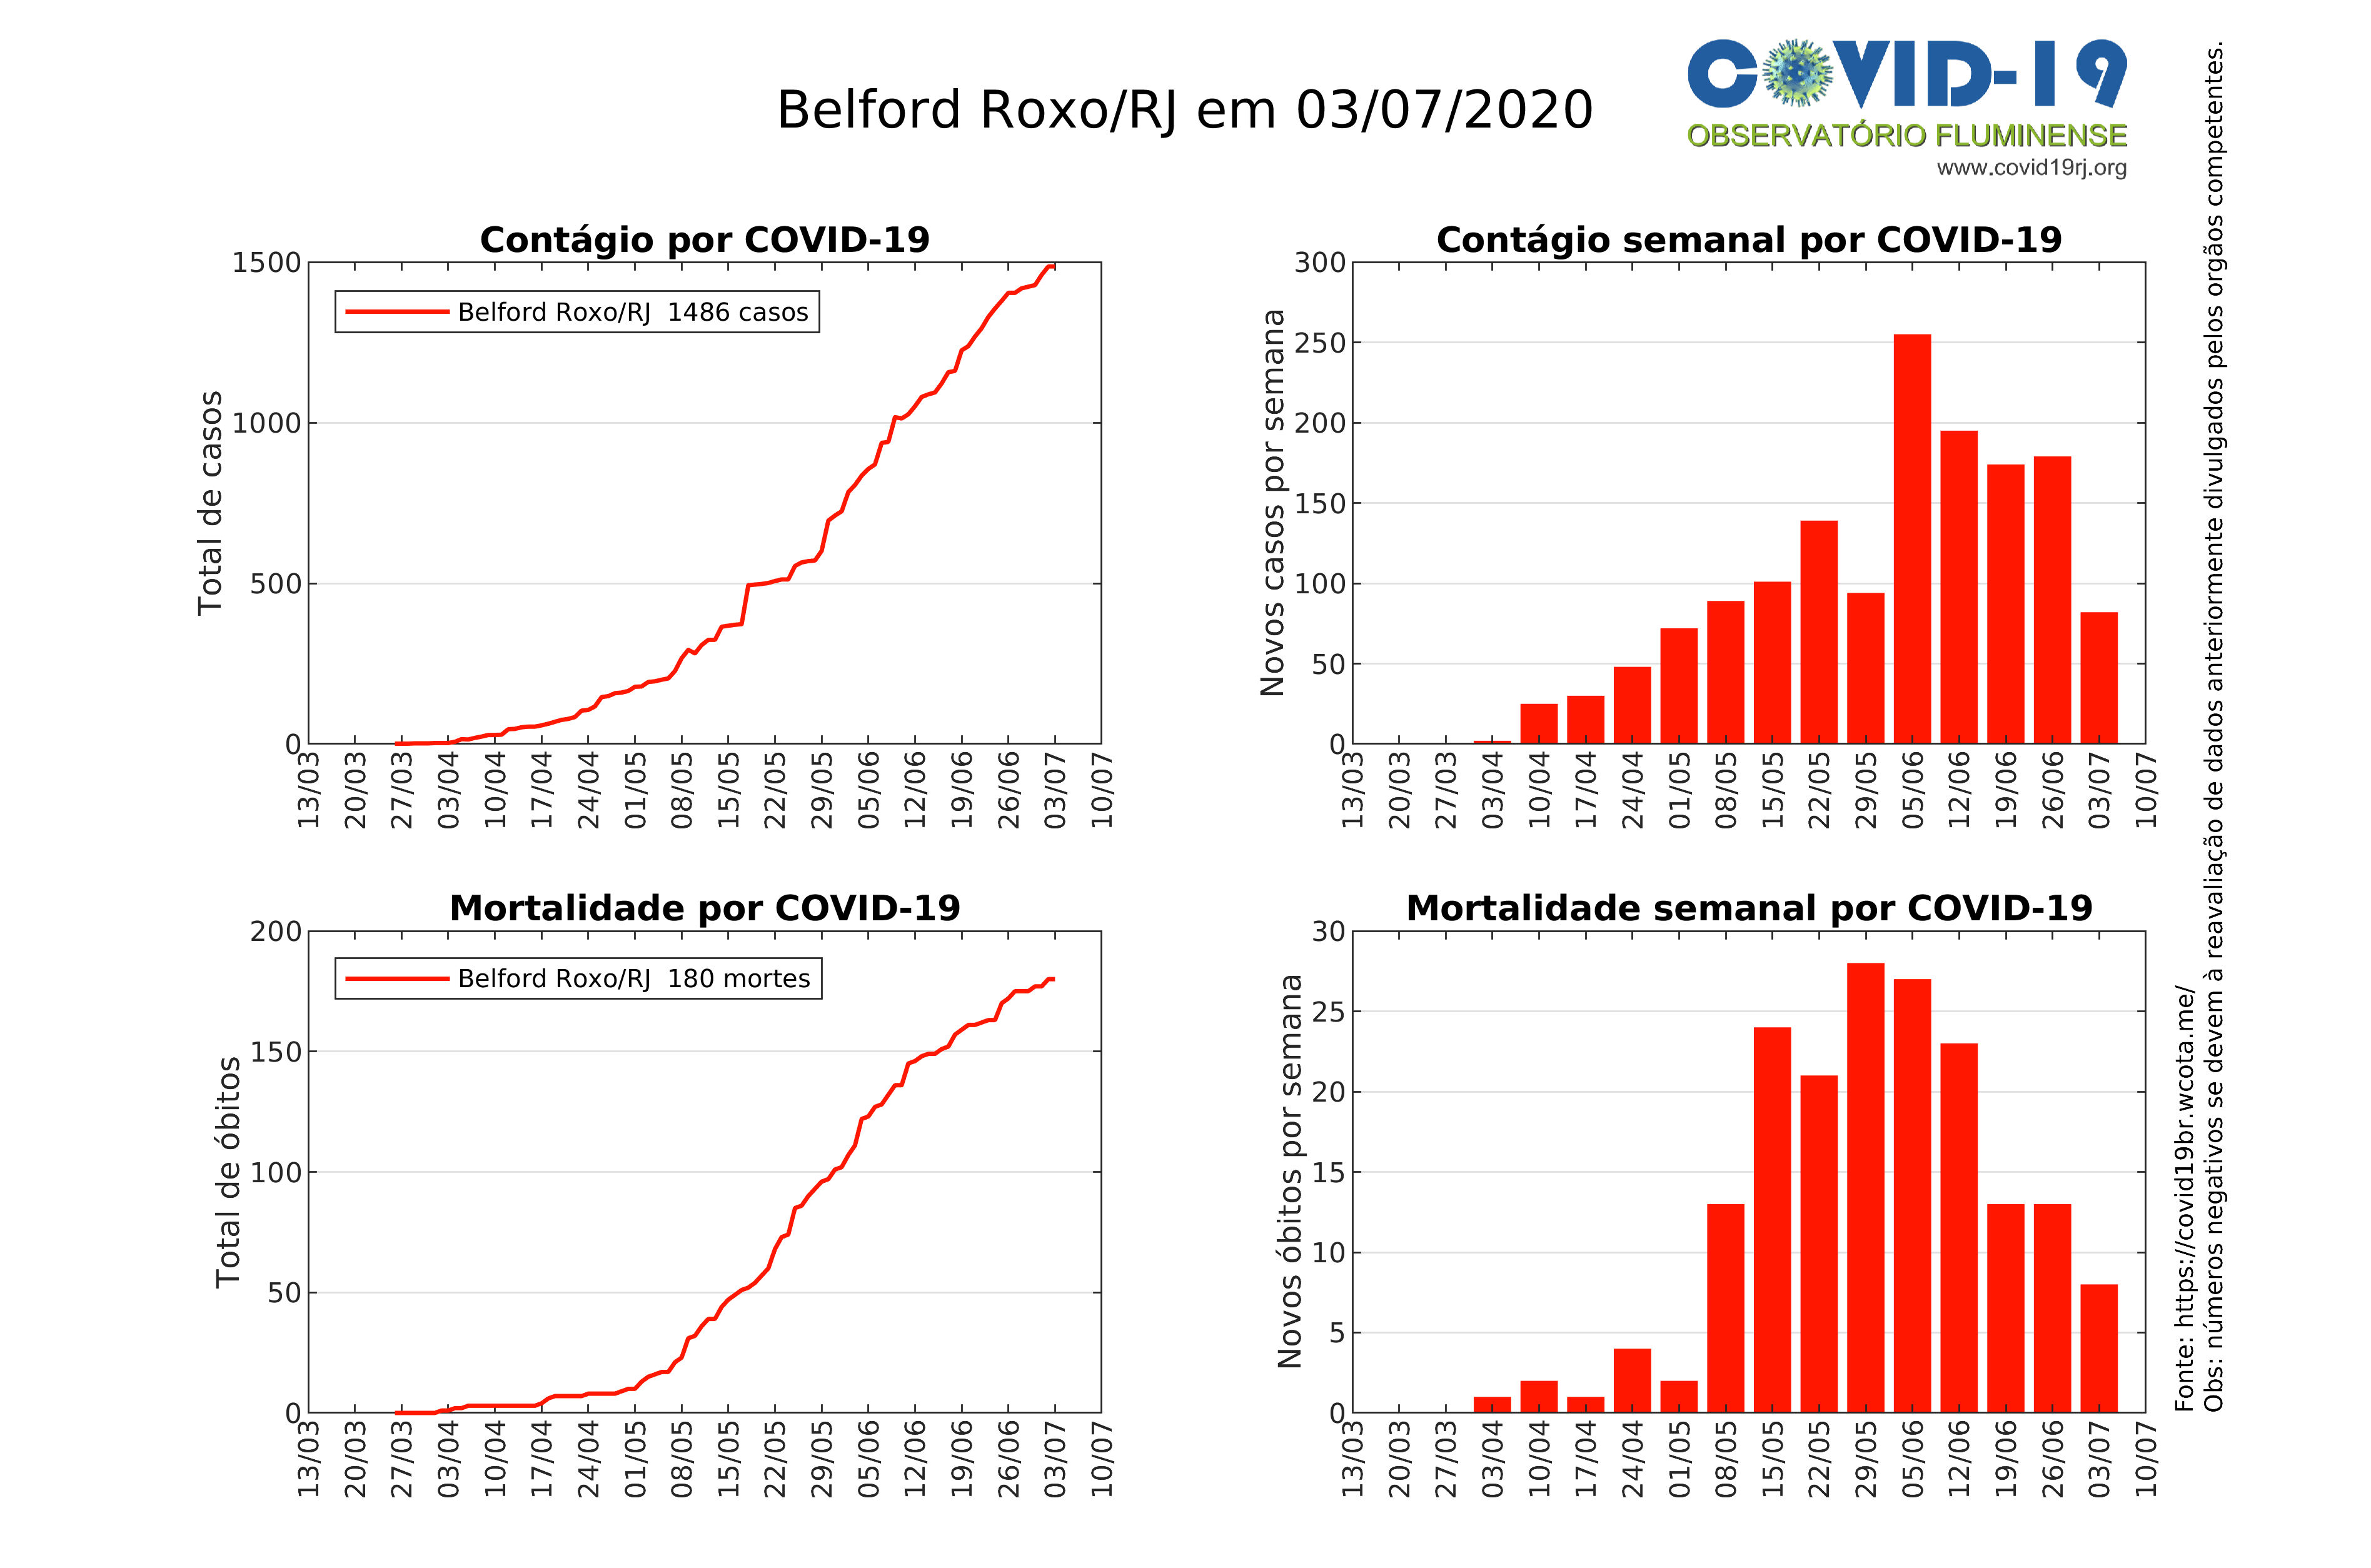 Belford Roxo/RJ em 03/07/2020
COVID-19
OBSERVATÓRIO FLUMINENSE
www.covid19rj.org
Contágio por COVID-19
Total de casos
1500
1000
500
0
Belford Roxo/RJ 1486 casos
13/03 20/03 27/03 03/04 10/04 17/04 24/04 01/05 08/05 15/05 22/05 29/05 05/06 12/06 19/06 26/06 03/07 10/07
Contágio semanal por COVID-19
Novos casos por semana
300
250
200
150
100
50
0
13/03 20/03 27/03 03/04 10/04 17/04 24/04 01/05 08/05 15/05 22/05 29/05 05/06 12/06 19/06 26/06 03/07 10/07
Mortalidade por COVID-19
Total de óbitos
200
150
100
50
0
Belford Roxo/RJ 180 mortes
13/03 20/03 27/03 03/04 10/04 17/04 24/04 01/05 08/05 15/05 22/05 29/05 05/06 12/06 19/06 26/06 03/07 10/07
Mortalidade semanal por COVID-19
Novos óbitos por semana
30
25
20
15
10
5
0
13/03 20/03 27/03 03/04 10/04 17/04 24/04 01/05 08/05 15/05 22/05 29/05 05/06 12/06 19/06 26/06 03/07 10/07
Fonte: https://covid19br.wcota.me/
Obs: números negativos se devem à reavaliação de dados anteriormente divulgados pelos orgãos competentes.